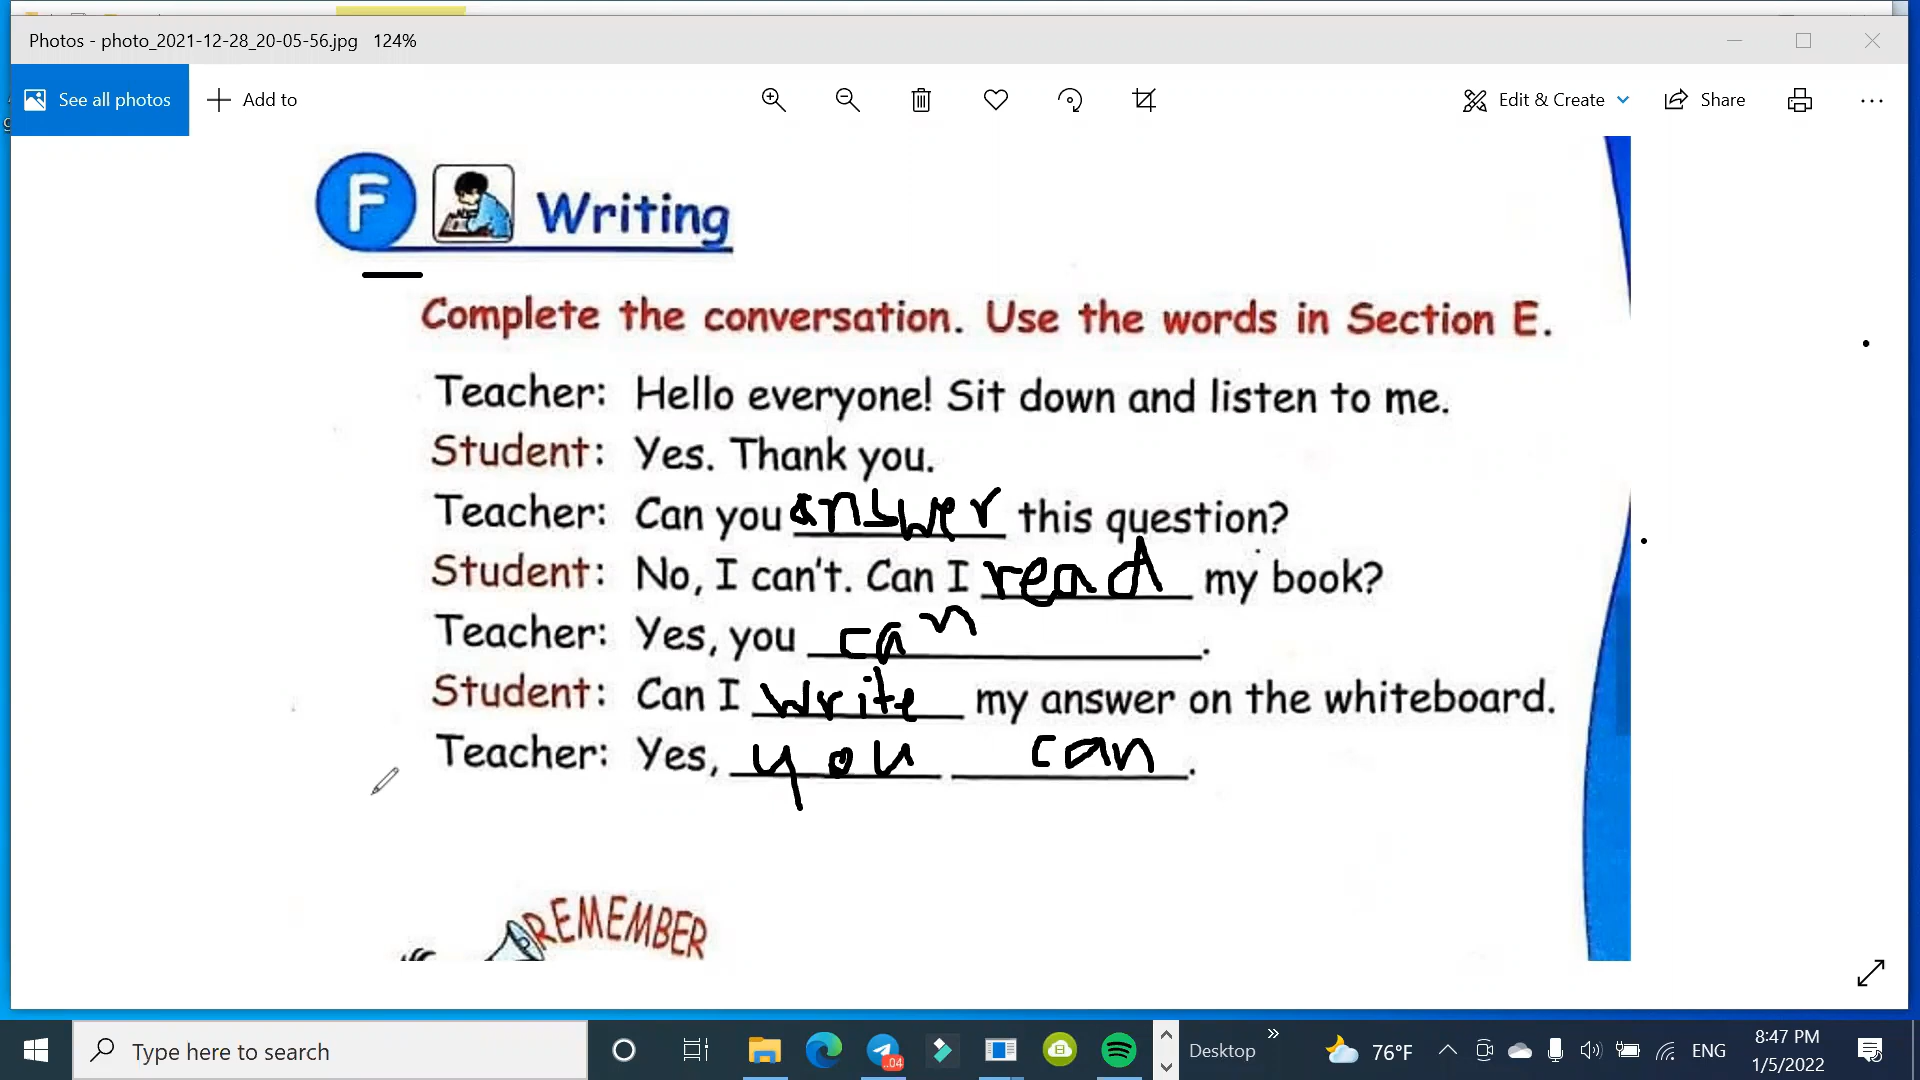 Photos - photo_2021-12-28_20-05-56.jpg 124%
See all photos
Add to
Edit & Create
Share
F Writing
Complete the conversation. Use the words in Section E.
Teacher: Hello everyone! Sit down and listen to me.
Student: Yes. Thank you.
Teacher: Can you answer this question?
Student: No, I can't. Can I read my book?
Teacher: Yes, you can.
Student: Can I write my answer on the whiteboard.
Teacher: Yes, you can.
REMEMBER
Type here to search
.04
Desktop
76°F
ENG
8:47 PM
1/5/2022